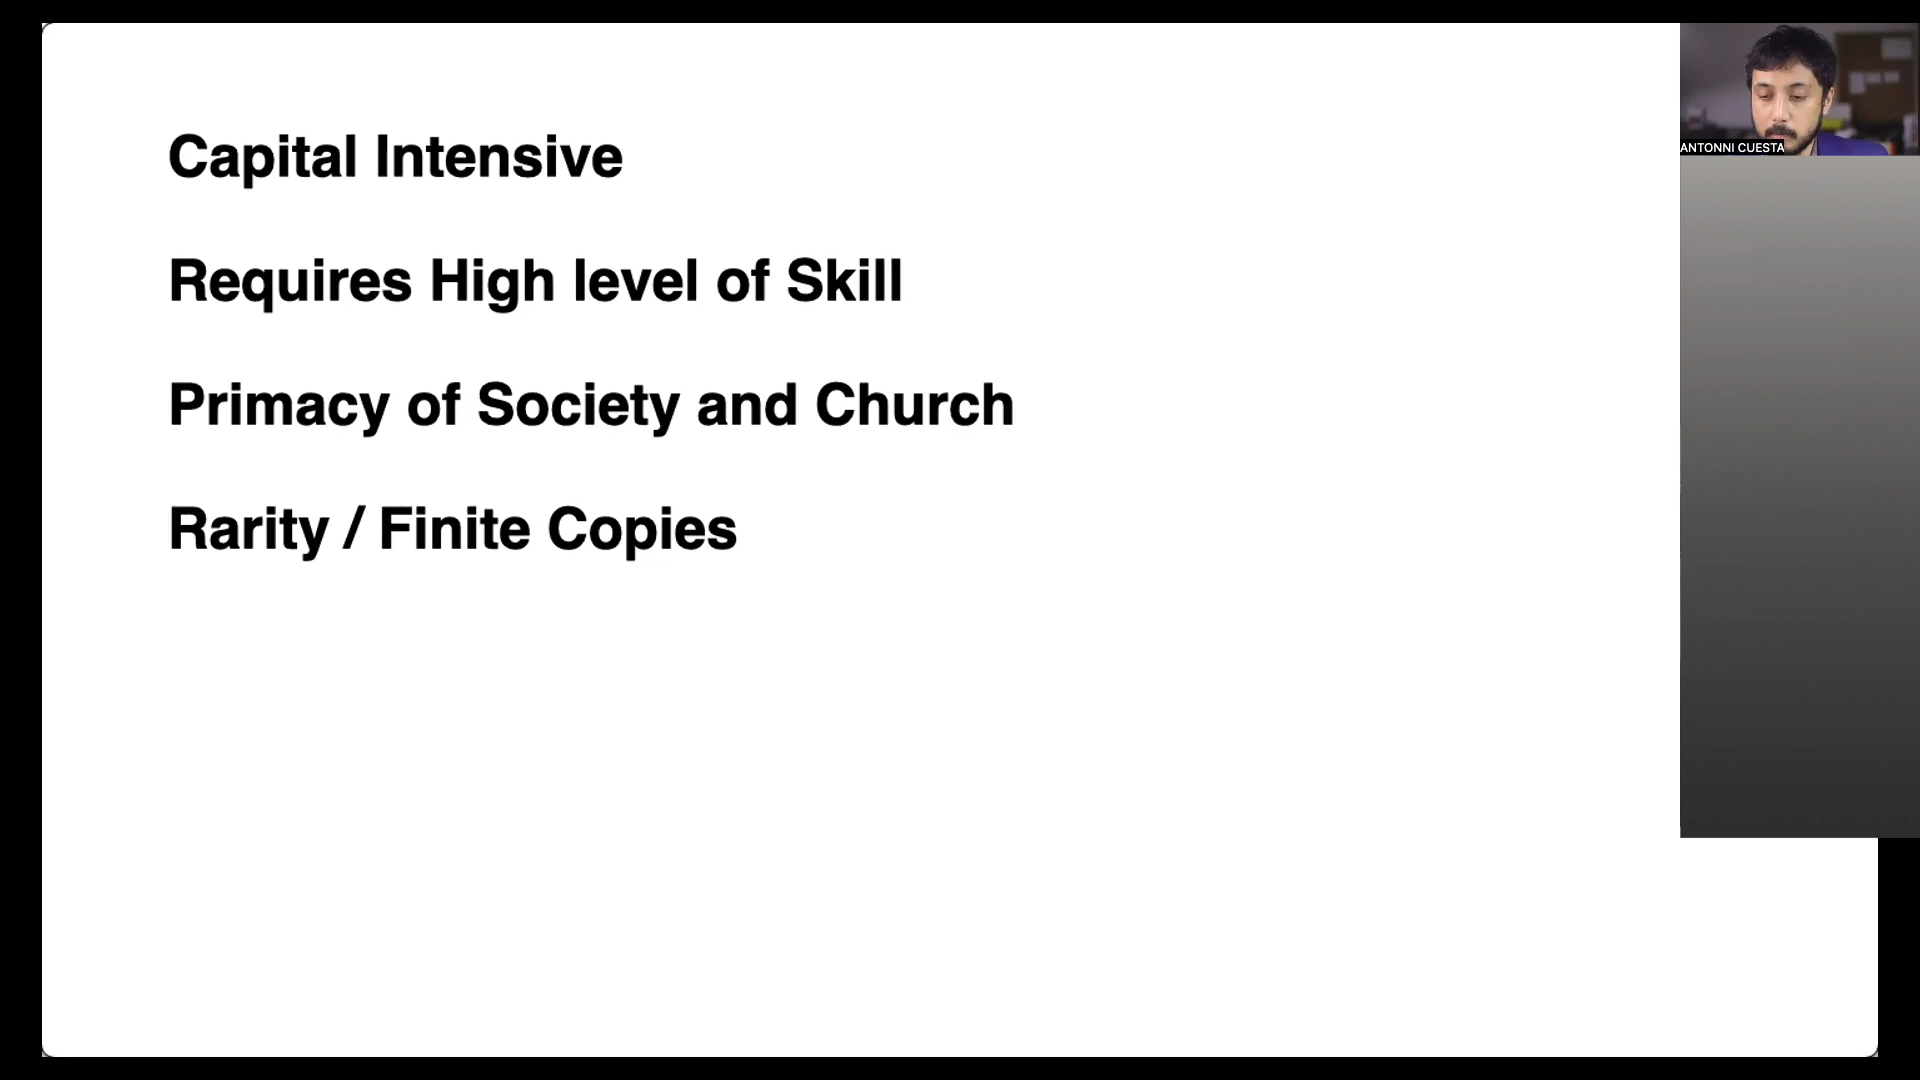 Capital Intensive
Requires High level of Skill
Primacy of Society and Church
Rarity / Finite Copies
ANTONNI CUESTA